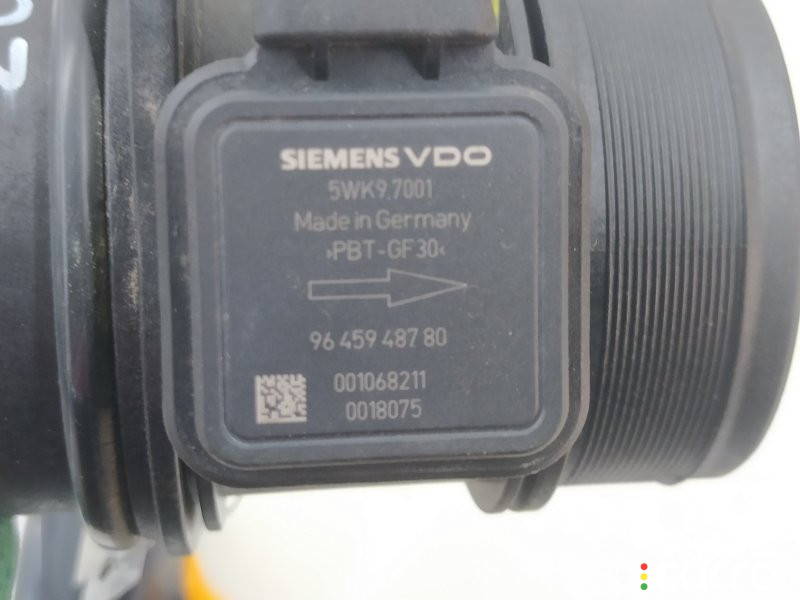 SIEMENS VDO
5WK9 7001
Made in Germany
›PBT-GF30‹
96 459 487 80
001068211
0018075